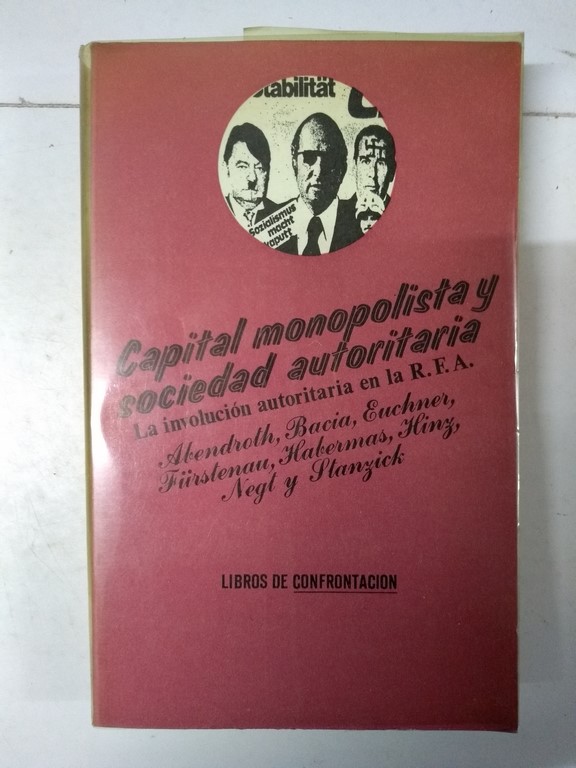 tabilität
Sozialismus
macht
kaputt
Capital monopolista y
sociedad autoritaria
La involución autoritaria en la R.F.A.
Abendroth, Bacia, Euchner,
Fürstenau, Habermas, Hinz,
Negt y Stanzick
LIBROS DE CONFRONTACION